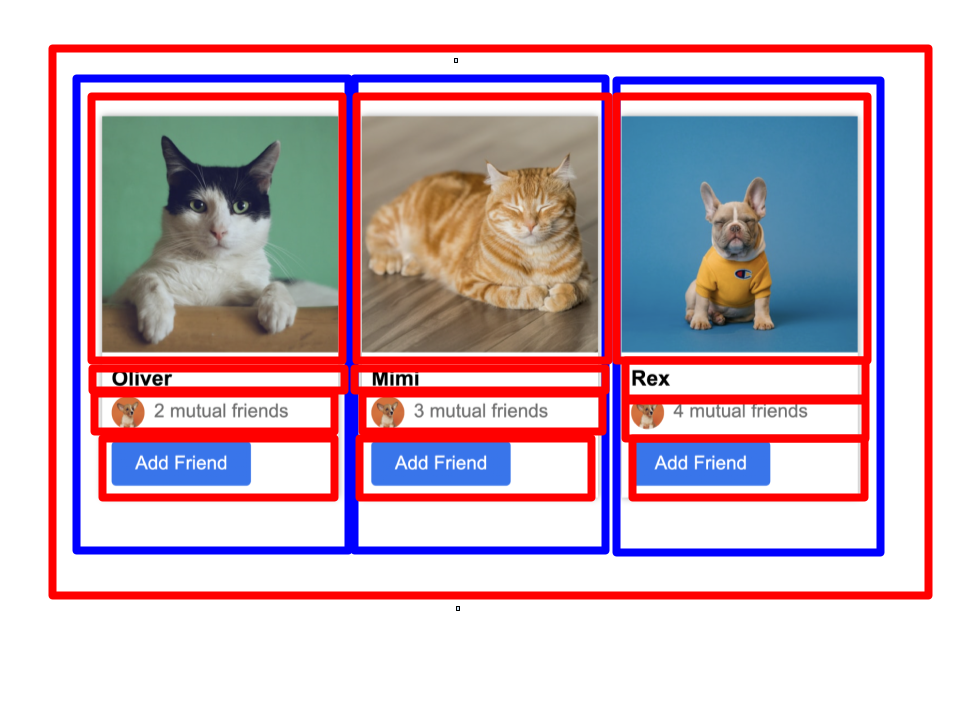 Oliver
2 mutual friends
Add Friend
Mimi
3 mutual friends
Add Friend
Rex
4 mutual friends
Add Friend